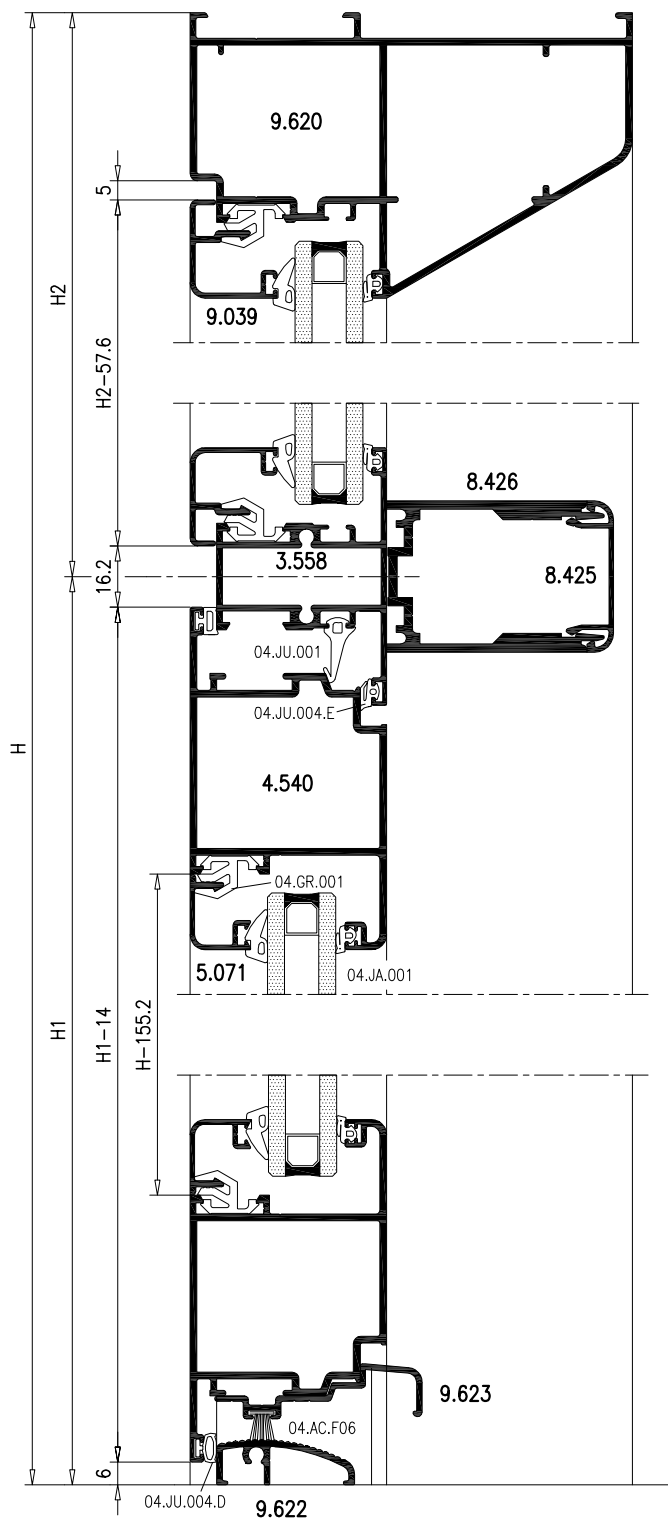 9.620
5
H2
9.039
H2-57.6
8.426
3.558
8.425
16.2
04.JU.001
04.JU.004.E
H
4.540
04.GR.001
5.071
04.JA.001
H1
H1-14
H-155.2
9.623
04.AC.F06
6
04.JU.004.D
9.622